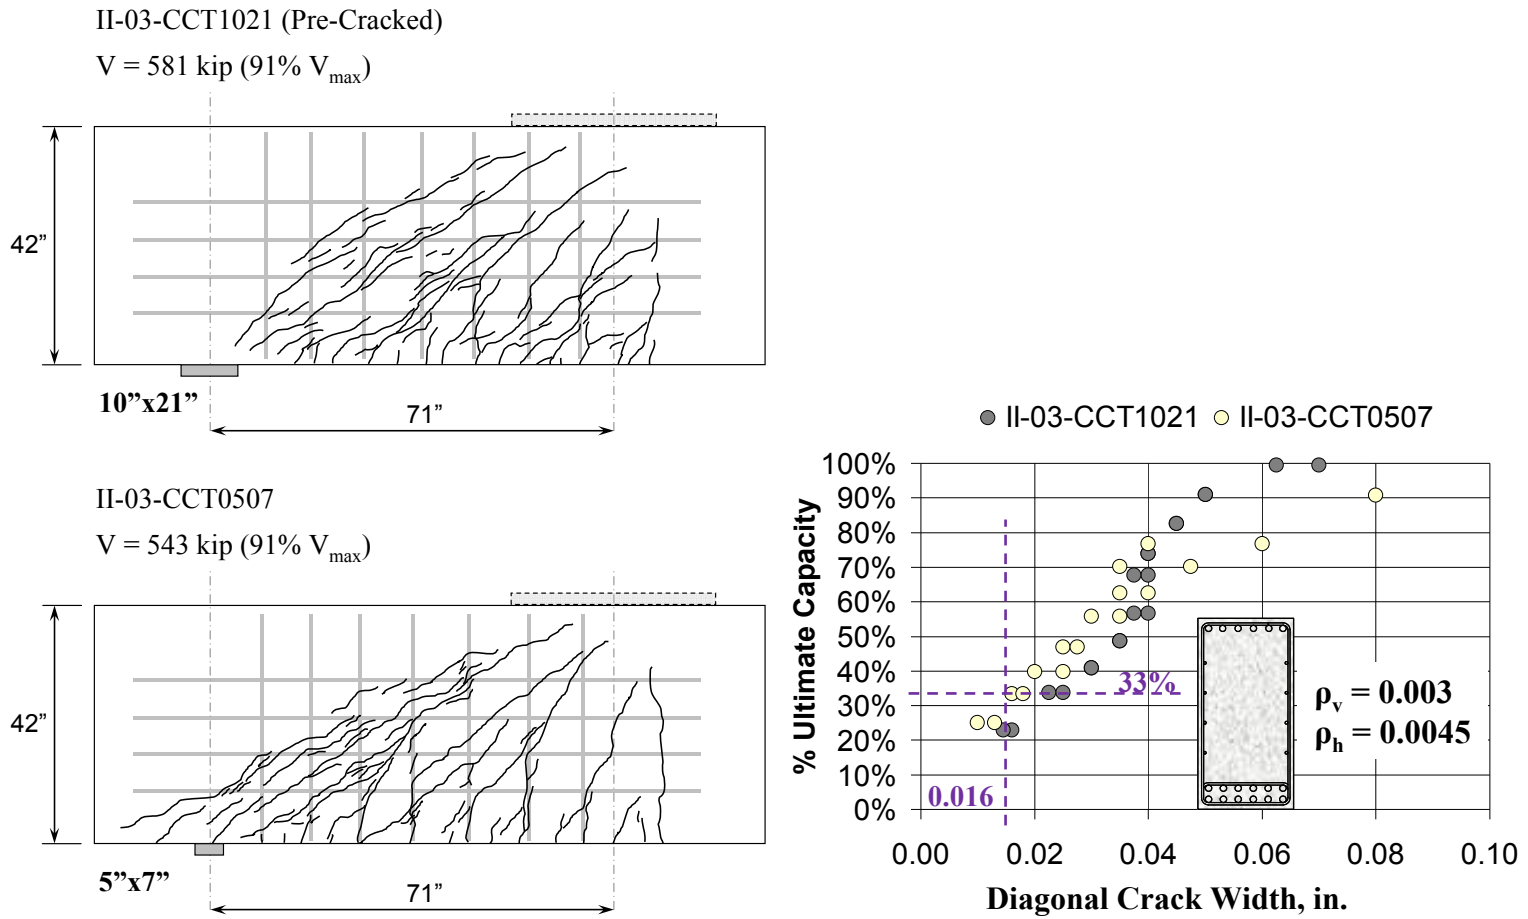 II-03-CCT1021 (Pre-Cracked)
V = 581 kip (91% Vmax)
42”
10”x21”
71”
II-03-CCT0507
V = 543 kip (91% Vmax)
42”
5”x7”
71”
II-03-CCT1021 II-03-CCT0507
% Ultimate Capacity
100%
90%
80%
70%
60%
50%
40%
30%
20%
10%
0%
33%
0.016
ρv = 0.003
ρh = 0.0045
0.00 0.02 0.04 0.06 0.08 0.10
Diagonal Crack Width, in.